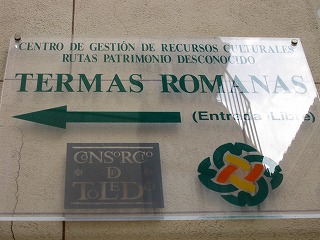 CENTRO DE GESTIÓN DE RECURSOS CULTURALES
RUTAS PATRIMONIO DESCONOCIDO
TERMAS ROMANAS
(Entrada Libre)
CONSORCIO
DE
TOLEDO